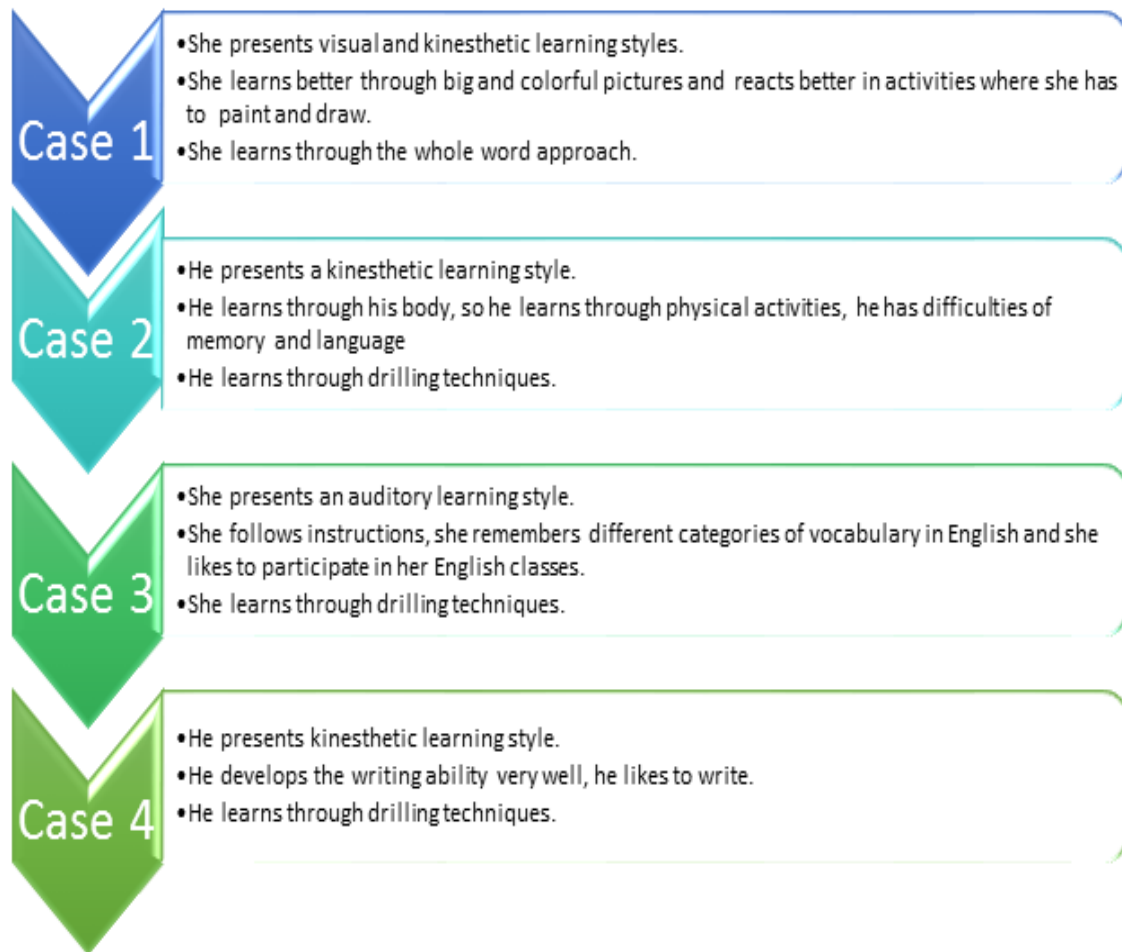 Case 1
•She presents visual and kinesthetic learning styles.
•She learns better through big and colorful pictures and reacts better in activities where she has
to paint and draw.
•She learns through the whole word approach.
Case 2
•He presents a kinesthetic learning style.
•He learns through his body, so he learns through physical activities, he has difficulties of
memory and language
•He learns through drilling techniques.
Case 3
•She presents an auditory learning style.
•She follows instructions, she remembers different categories of vocabulary in English and she
likes to participate in her English classes.
•She learns through drilling techniques.
Case 4
•He presents kinesthetic learning style.
•He develops the writing ability very well, he likes to write.
•He learns through drilling techniques.